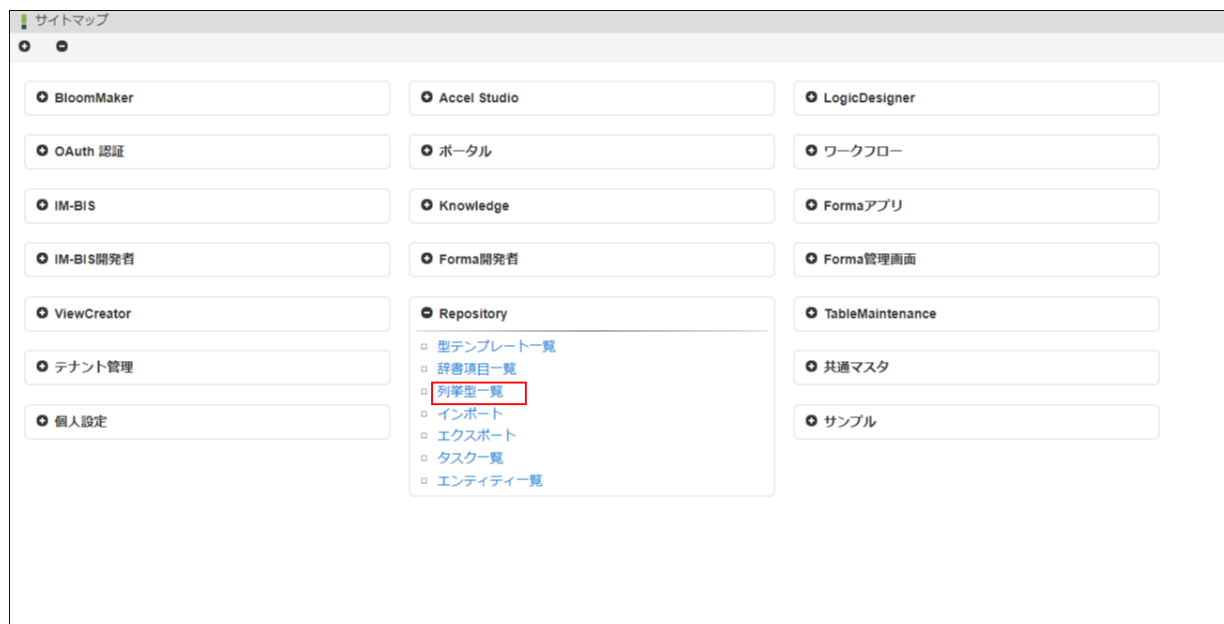 サイトマップ
BloomMaker
Accel Studio
LogicDesigner
OAuth 認証
ポータル
ワークフロー
IM-BIS
Knowledge
Formaアプリ
IM-BIS開発者
Forma開発者
Forma管理画面
ViewCreator
Repository
TableMaintenance
型テンプレート一覧
辞書項目一覧
列挙型一覧
インポート
エクスポート
タスク一覧
エンティティ一覧
テナント管理
共通マスタ
個人設定
サンプル